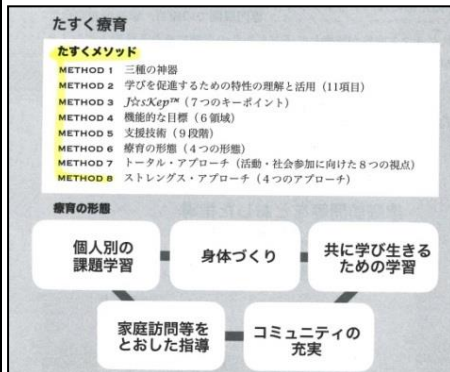 たすく療育
たすくメソッド
METHOD 1 三種の神器
METHOD 2 学びを促進するための特性の理解と活用（11項目）
METHOD 3 J☆sKep™（7つのキーポイント）
METHOD 4 機能的な目標（6領域）
METHOD 5 支援技術（9段階）
METHOD 6 療育の形態（4つの形態）
METHOD 7 トータル・アプローチ（活動・社会参加に向けた8つの視点）
METHOD 8 ストレングス・アプローチ（4つのアプローチ）
療育の形態
個人別の
課題学習
身体づくり
共に学び生きる
ための学習
家庭訪問等を
とおした指導
コミュニティの
充実